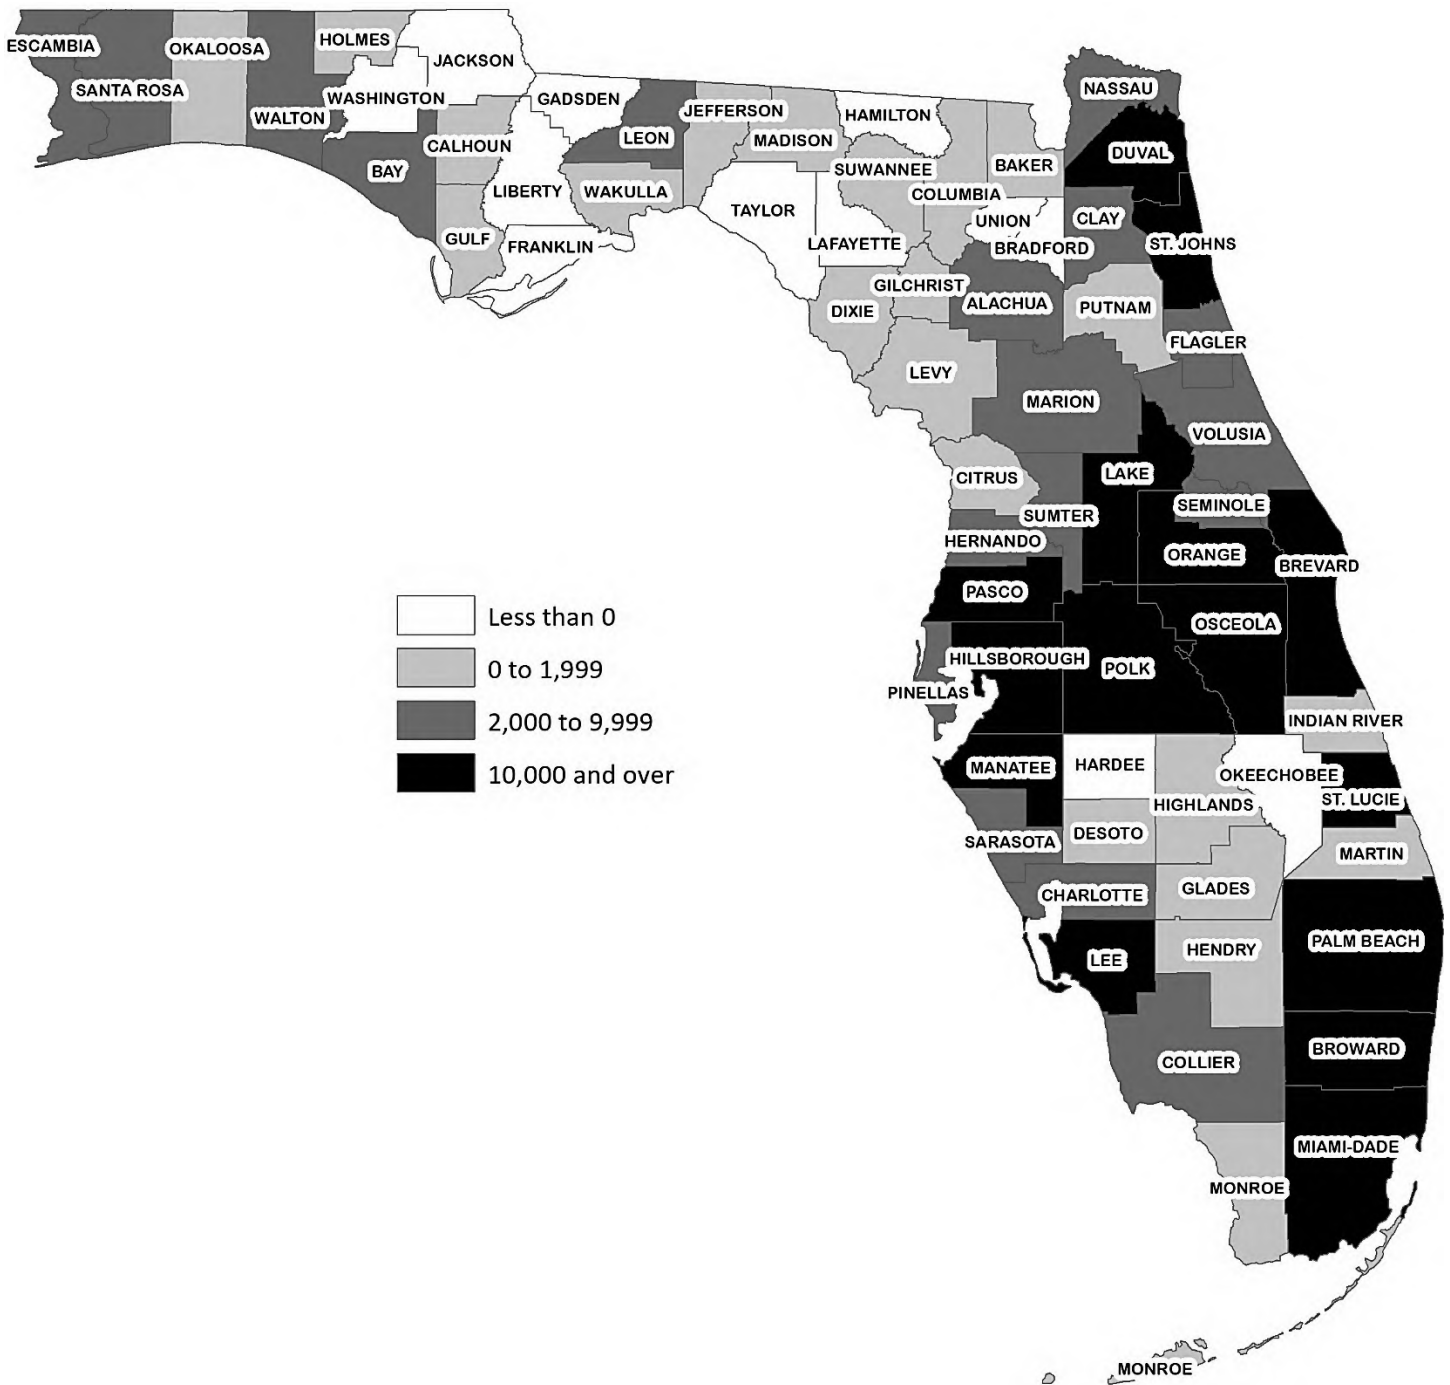 ESCAMBIA
SANTA ROSA
OKALOOSA
WALTON
HOLMES
WASHINGTON
JACKSON
BAY
CALHOUN
GULF
GADSDEN
LIBERTY
FRANKLIN
LEON
WAKULLA
JEFFERSON
MADISON
TAYLOR
HAMILTON
SUWANNEE
LAFAYETTE
COLUMBIA
BAKER
UNION
BRADFORD
NASSAU
DUVAL
CLAY
ST. JOHNS
GILCHRIST
DIXIE
ALACHUA
PUTNAM
FLAGLER
LEVY
MARION
VOLUSIA
CITRUS
SUMTER
LAKE
SEMINOLE
HERNANDO
ORANGE
BREVARD
PASCO
OSCEOLA
HILLSBOROUGH
POLK
PINELLAS
INDIAN RIVER
MANATEE
HARDEE
OKEECHOBEE
HIGHLANDS
ST. LUCIE
SARASOTA
DESOTO
MARTIN
CHARLOTTE
GLADES
LEE
HENDRY
PALM BEACH
COLLIER
BROWARD
MIAMI-DADE
MONROE
MONROE
Less than 0
0 to 1,999
2,000 to 9,999
10,000 and over